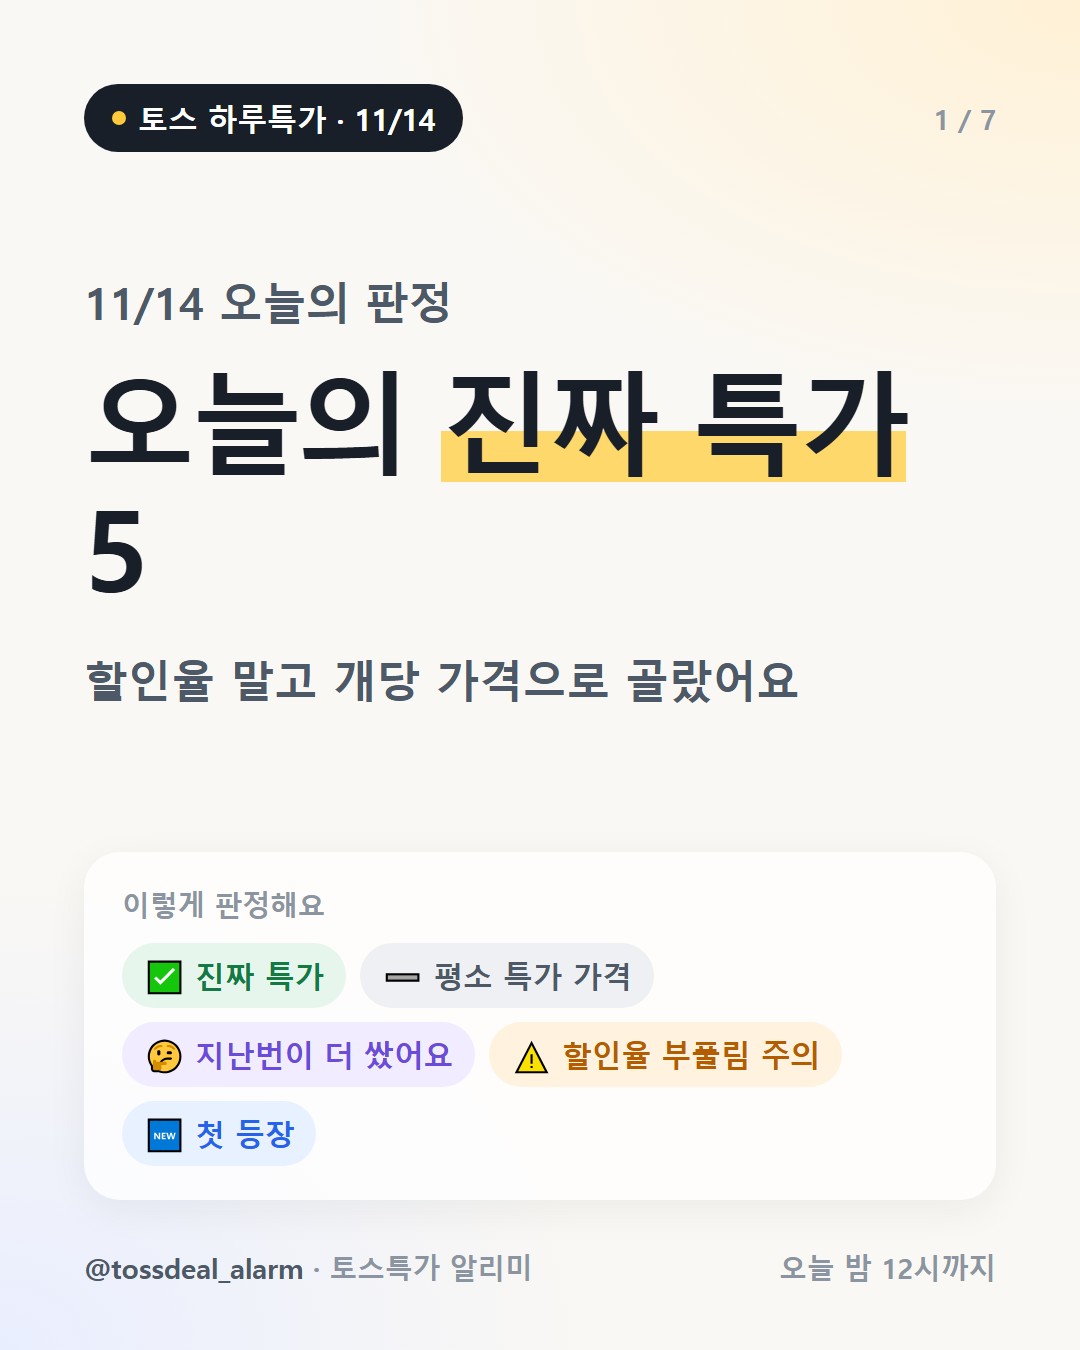 토스 하루특가 · 11/14
1 / 7
11/14 오늘의 판정
오늘의 진짜 특가
5
할인율 말고 개당 가격으로 골랐어요
이렇게 판정해요
✅ 진짜 특가
➖ 평소 특가 가격
🤔 지난번이 더 쌌어요
⚠️ 할인율 부풀림 주의
🆕 첫 등장
@tossdeal_alarm · 토스특가 알리미
오늘 밤 12시까지